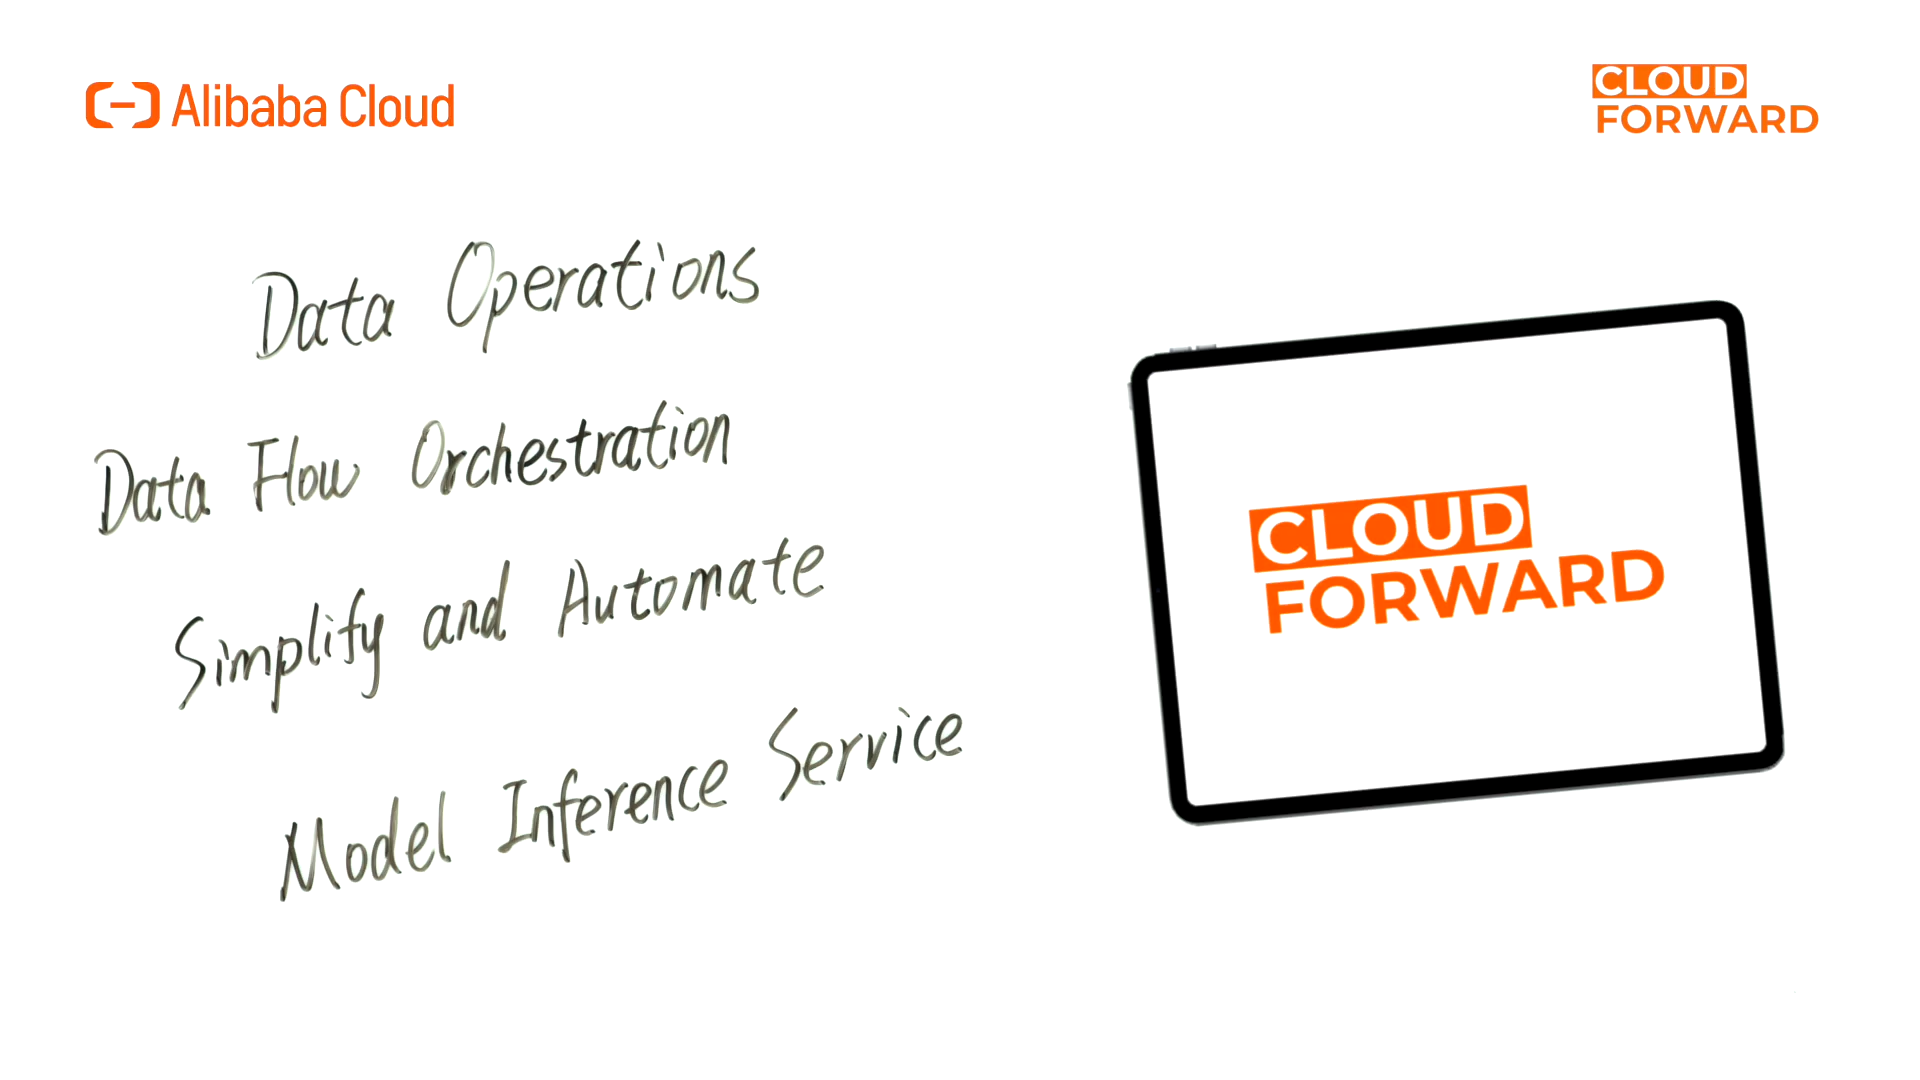 Alibaba Cloud
CLOUD
FORWARD
Data Operations
Data Flow Orchestration
Simplify and Automate
Model Inference Service
CLOUD
FORWARD